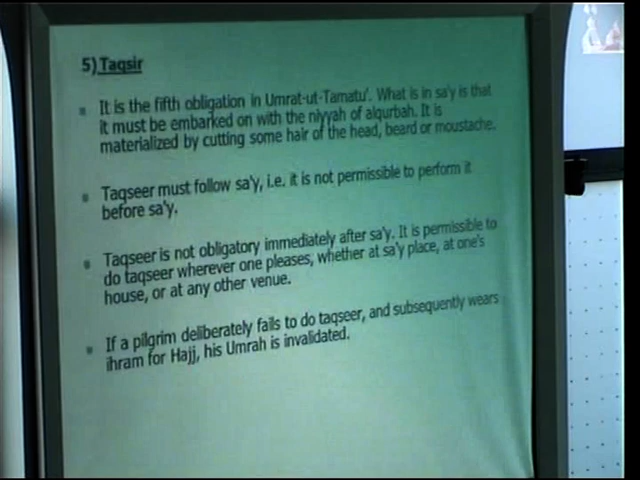 5) Taqsir
It is the fifth obligation in Umrat-ut-Tamatu'. What is in sa'y is that
it must be embarked on with the niyyah of alqurbah. It is
materialized by cutting some hair of the head, beard or moustache.
Taqseer must follow sa'y, i.e. it is not permissible to perform it
before sa'y.
Taqseer is not obligatory immediately after sa'y. It is permissible to
do taqseer wherever one pleases, whether at sa'y place, at one's
house, or at any other venue.
If a pilgrim deliberately fails to do taqseer, and subsequently wears
ihram for Hajj, his Umrah is invalidated.